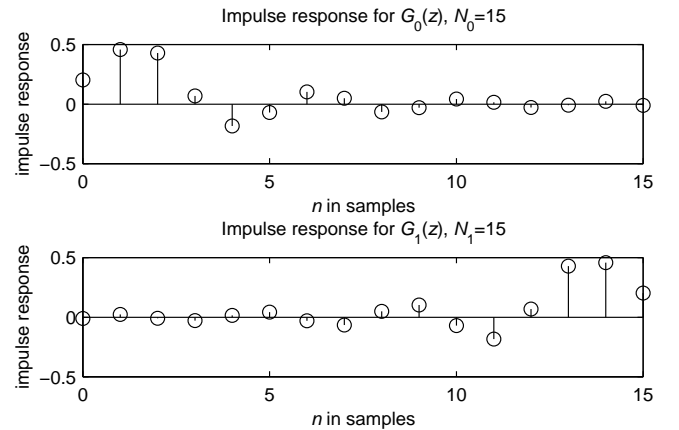 Impulse response for G0(z), N0=15
0.5
0
−0.5
impulse response
0
5
10
15
n in samples
Impulse response for G1(z), N1=15
0.5
0
−0.5
impulse response
0
5
10
15
n in samples